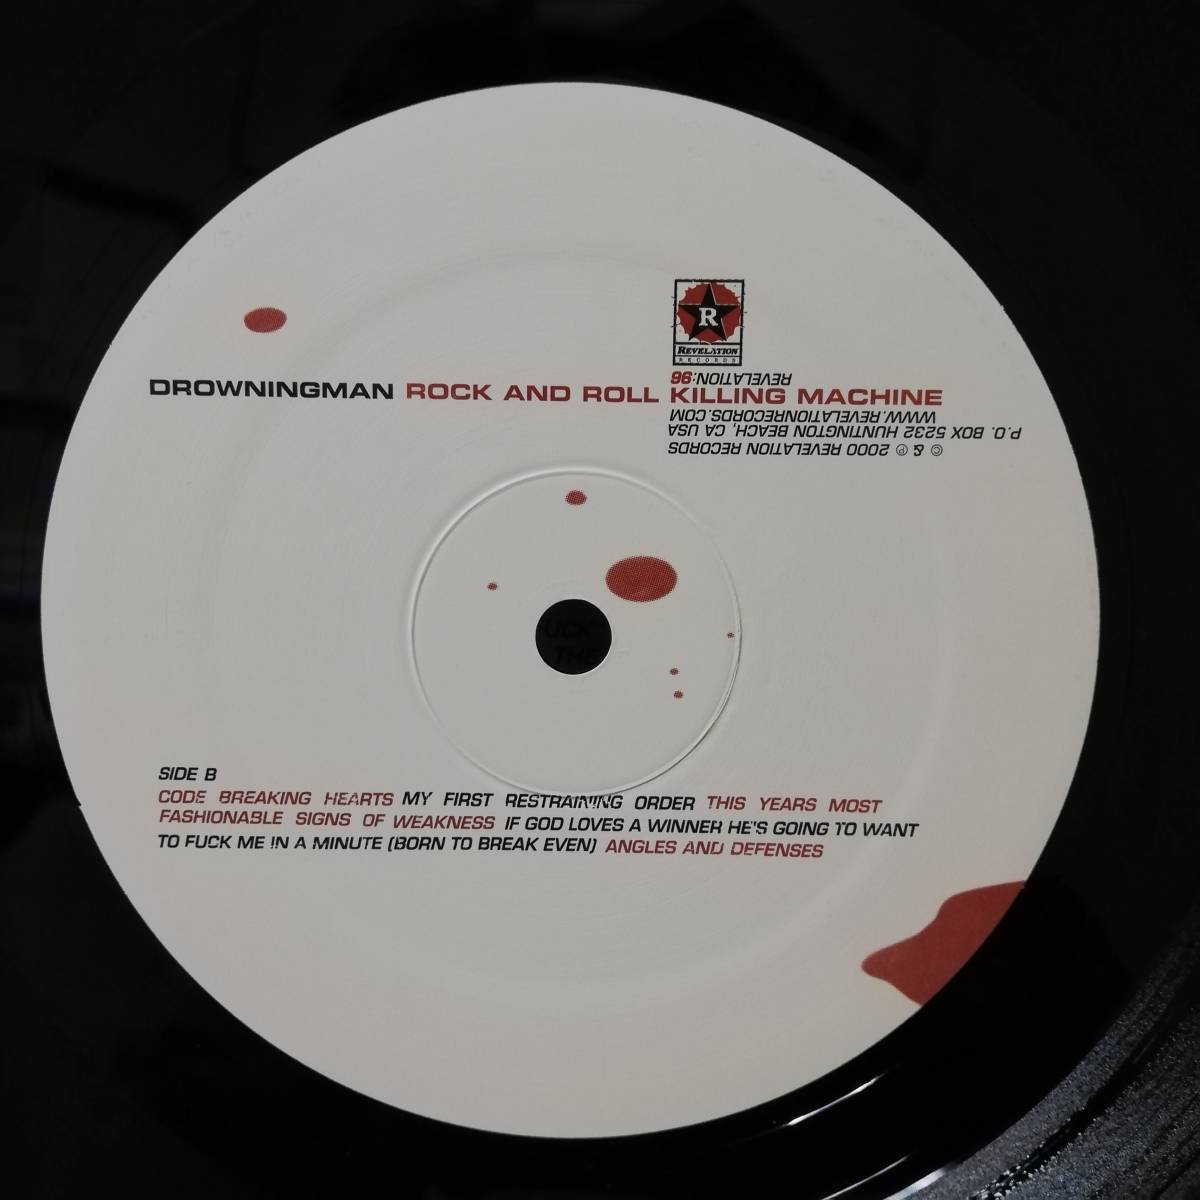 R
REVELATION
RECORDS
REVELATION:96
DROWNINGMAN ROCK AND ROLL KILLING MACHINE
WWW.REVELATIONRECORDS.COM
P.O. BOX 5232 HUNTINGTON BEACH, CA USA
© & ℗ 2000 REVELATION RECORDS
UCK
THE
SIDE B
CODE BREAKING HEARTS MY FIRST RESTRAINING ORDER THIS YEARS MOST
FASHIONABLE SIGNS OF WEAKNESS IF GOD LOVES A WINNER HE'S GOING TO WANT
TO FUCK ME IN A MINUTE (BORN TO BREAK EVEN) ANGLES AND DEFENSES